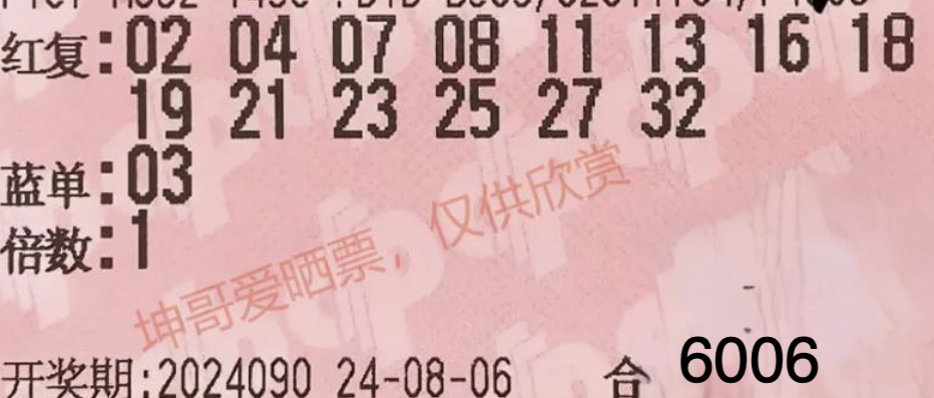 红复:02 04 07 08 11 13 16 18
19 21 23 25 27 32
蓝单:03
倍数:1
坤哥爱晒票,仅供欣赏
开奖期:2024090 24-08-06 合 6006